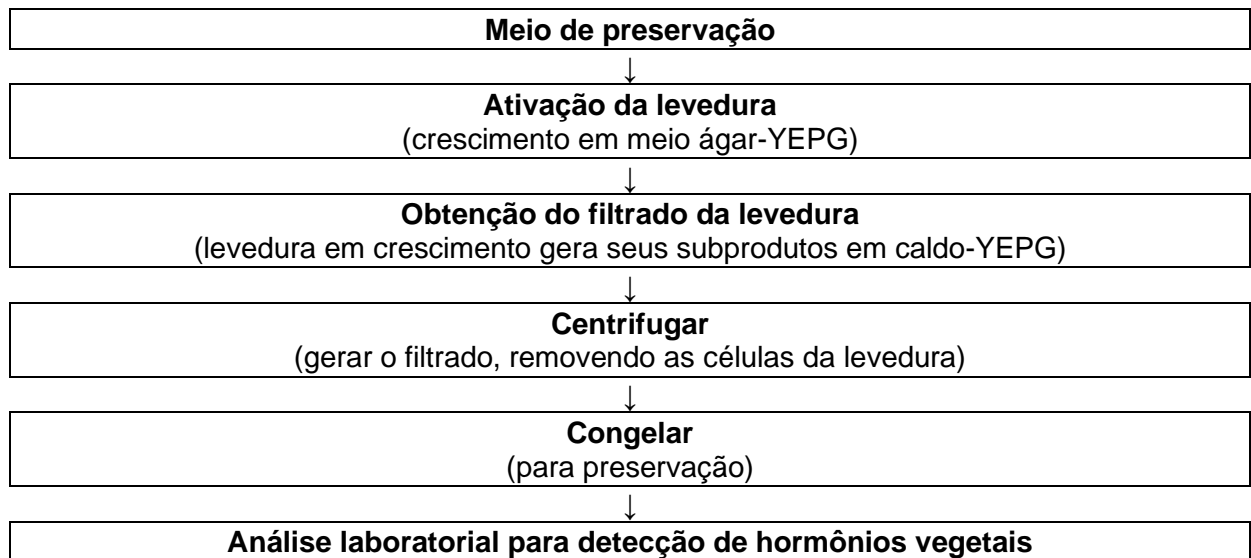 Meio de preservação
↓
Ativação da levedura
(crescimento em meio ágar-YEPG)
↓
Obtenção do filtrado da levedura
(levedura em crescimento gera seus subprodutos em caldo-YEPG)
↓
Centrifugar
(gerar o filtrado, removendo as células da levedura)
↓
Congelar
(para preservação)
↓
Análise laboratorial para detecção de hormônios vegetais